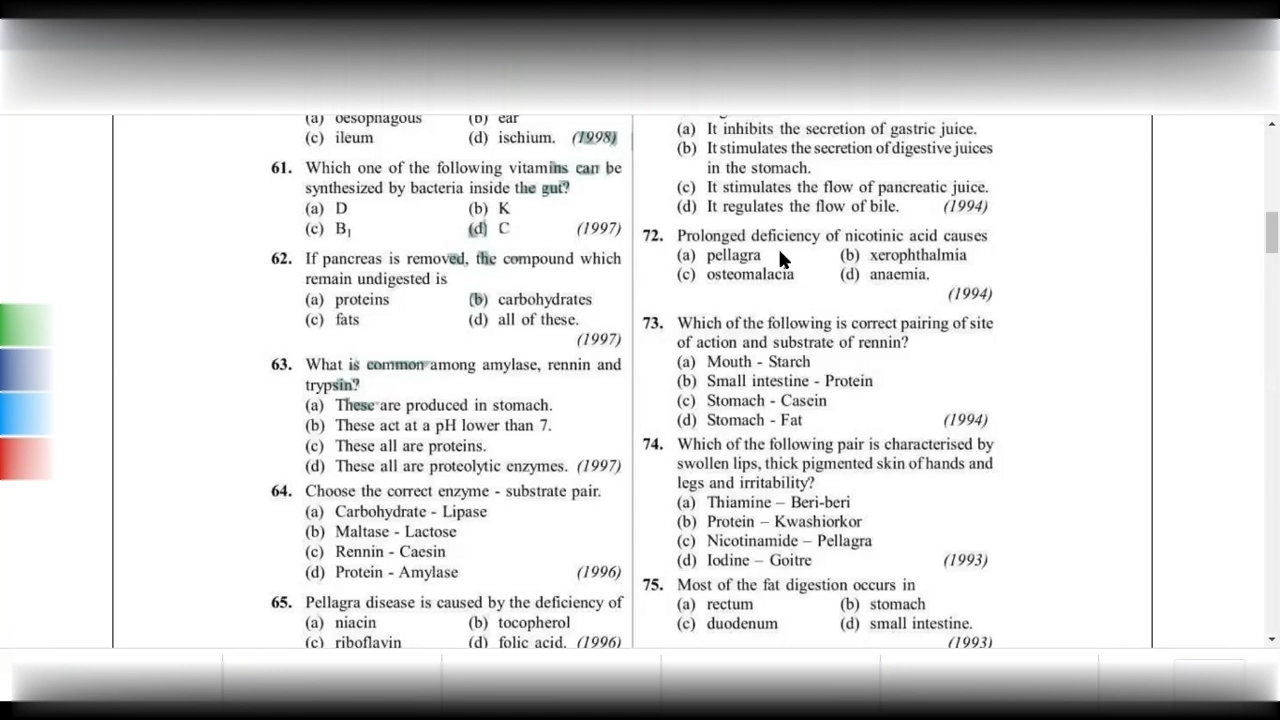 (a) oesophagous (b) ear
(c) ileum (d) ischium. (1998)
61. Which one of the following vitamins can be
synthesized by bacteria inside the gut?
(a) D (b) K
(c) B₁ (d) C (1997)
62. If pancreas is removed, the compound which
remain undigested is
(a) proteins (b) carbohydrates
(c) fats (d) all of these.
(1997)
63. What is common among amylase, rennin and
trypsin?
(a) These are produced in stomach.
(b) These act at a pH lower than 7.
(c) These all are proteins.
(d) These all are proteolytic enzymes. (1997)
64. Choose the correct enzyme - substrate pair.
(a) Carbohydrate - Lipase
(b) Maltase - Lactose
(c) Rennin - Caesin
(d) Protein - Amylase (1996)
65. Pellagra disease is caused by the deficiency of
(a) niacin (b) tocopherol
(c) riboflavin (d) folic acid. (1996)
(a) It inhibits the secretion of gastric juice.
(b) It stimulates the secretion of digestive juices
in the stomach.
(c) It stimulates the flow of pancreatic juice.
(d) It regulates the flow of bile. (1994)
72. Prolonged deficiency of nicotinic acid causes
(a) pellagra (b) xerophthalmia
(c) osteomalacia (d) anaemia.
(1994)
73. Which of the following is correct pairing of site
of action and substrate of rennin?
(a) Mouth - Starch
(b) Small intestine - Protein
(c) Stomach - Casein
(d) Stomach - Fat (1994)
74. Which of the following pair is characterised by
swollen lips, thick pigmented skin of hands and
legs and irritability?
(a) Thiamine – Beri-beri
(b) Protein – Kwashiorkor
(c) Nicotinamide – Pellagra
(d) Iodine – Goitre (1993)
75. Most of the fat digestion occurs in
(a) rectum (b) stomach
(c) duodenum (d) small intestine.
(1993)